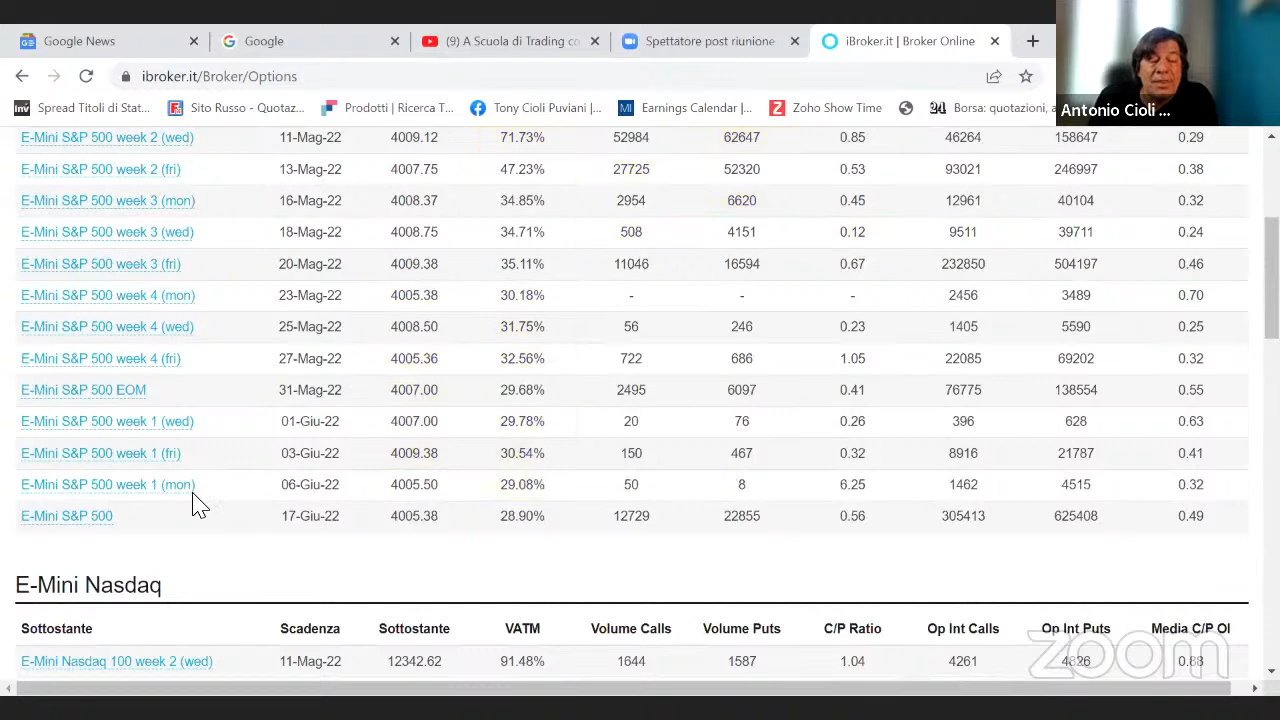 Google News
Google
(9) A Scuola di Trading co
Spettatore post riunione
iBroker.it | Broker Online
ibroker.it/Broker/Options
Spread Titoli di Stat...
Sito Russo - Quotaz...
Prodotti | Ricerca T...
Tony Cioli Puviani |...
Earnings Calendar |...
Zoho Show Time
Borsa: quotazioni, a
Antonio Cioli ...
E-Mini S&P 500 week 2 (wed) 11-Mag-22 4009.12 71.73% 52984 62647 0.85 46264 158647 0.29
E-Mini S&P 500 week 2 (fri) 13-Mag-22 4007.75 47.23% 27725 52320 0.53 93021 246997 0.38
E-Mini S&P 500 week 3 (mon) 16-Mag-22 4008.37 34.85% 2954 6620 0.45 12961 40104 0.32
E-Mini S&P 500 week 3 (wed) 18-Mag-22 4008.75 34.71% 508 4151 0.12 9511 39711 0.24
E-Mini S&P 500 week 3 (fri) 20-Mag-22 4009.38 35.11% 11046 16594 0.67 232850 504197 0.46
E-Mini S&P 500 week 4 (mon) 23-Mag-22 4005.38 30.18% - - - 2456 3489 0.70
E-Mini S&P 500 week 4 (wed) 25-Mag-22 4008.50 31.75% 56 246 0.23 1405 5590 0.25
E-Mini S&P 500 week 4 (fri) 27-Mag-22 4005.36 32.56% 722 686 1.05 22085 69202 0.32
E-Mini S&P 500 EOM 31-Mag-22 4007.00 29.68% 2495 6097 0.41 76775 138554 0.55
E-Mini S&P 500 week 1 (wed) 01-Giu-22 4007.00 29.78% 20 76 0.26 396 628 0.63
E-Mini S&P 500 week 1 (fri) 03-Giu-22 4009.38 30.54% 150 467 0.32 8916 21787 0.41
E-Mini S&P 500 week 1 (mon) 06-Giu-22 4005.50 29.08% 50 8 6.25 1462 4515 0.32
E-Mini S&P 500 17-Giu-22 4005.38 28.90% 12729 22855 0.56 305413 625408 0.49
E-Mini Nasdaq
Sottostante Scadenza Sottostante VATM Volume Calls Volume Puts C/P Ratio Op Int Calls Op Int Puts Media C/P OI
E-Mini Nasdaq 100 week 2 (wed) 11-Mag-22 12342.62 91.48% 1644 1587 1.04 4261 4826 0.88
zoom